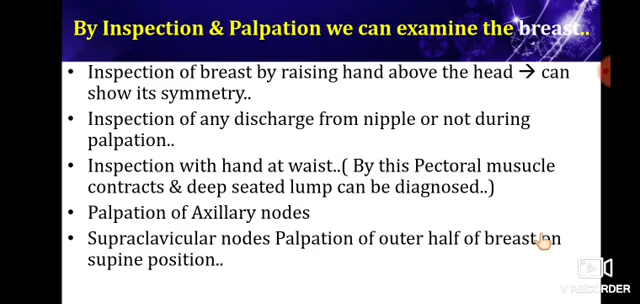 By Inspection & Palpation we can examine the breast..
• Inspection of breast by raising hand above the head → can
show its symmetry..
• Inspection of any discharge from nipple or not during
palpation..
• Inspection with hand at waist..( By this Pectoral musucle
contracts & deep seated lump can be diagnosed..)
• Palpation of Axillary nodes
• Supraclavicular nodes Palpation of outer half of breast on
supine position..
V RECORDER